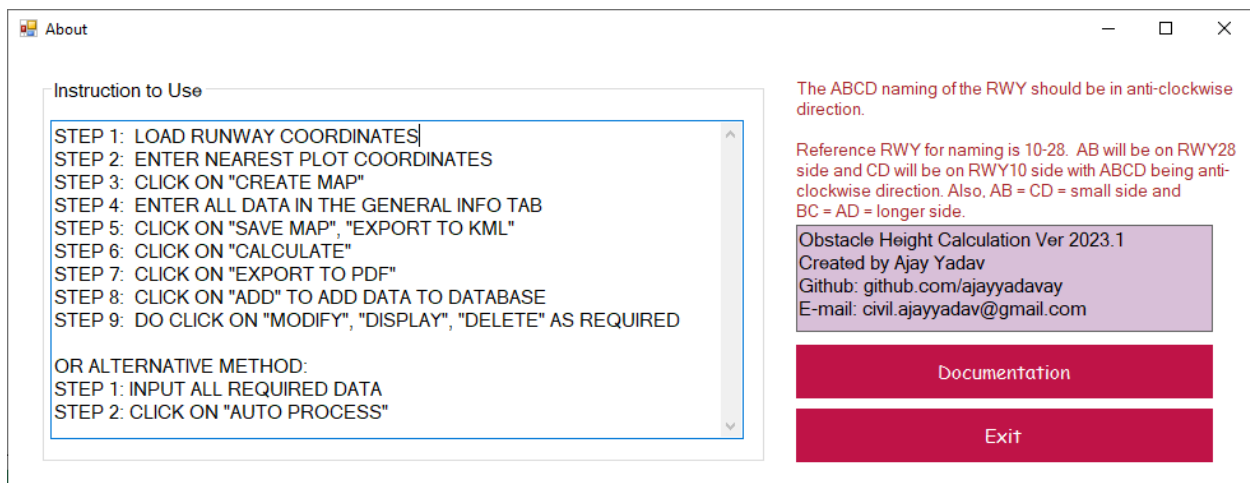 About
Instruction to Use
STEP 1:  LOAD RUNWAY COORDINATES
STEP 2:  ENTER NEAREST PLOT COORDINATES
STEP 3:  CLICK ON "CREATE MAP"
STEP 4:  ENTER ALL DATA IN THE GENERAL INFO TAB
STEP 5:  CLICK ON "SAVE MAP", "EXPORT TO KML"
STEP 6:  CLICK ON "CALCULATE"
STEP 7:  CLICK ON "EXPORT TO PDF"
STEP 8:  CLICK ON "ADD" TO ADD DATA TO DATABASE
STEP 9:  DO CLICK ON "MODIFY", "DISPLAY", "DELETE" AS REQUIRED
OR ALTERNATIVE METHOD:
STEP 1: INPUT ALL REQUIRED DATA
STEP 2: CLICK ON "AUTO PROCESS"
The ABCD naming of the RWY should be in anti-clockwise
direction.
Reference RWY for naming is 10-28.  AB will be on RWY28
side and CD will be on RWY10 side with ABCD being anti-
clockwise direction. Also, AB = CD = small side and
BC = AD = longer side.
Obstacle Height Calculation Ver 2023.1
Created by Ajay Yadav
Github: github.com/ajayyadavay
E-mail: civil.ajayyadav@gmail.com
Documentation
Exit